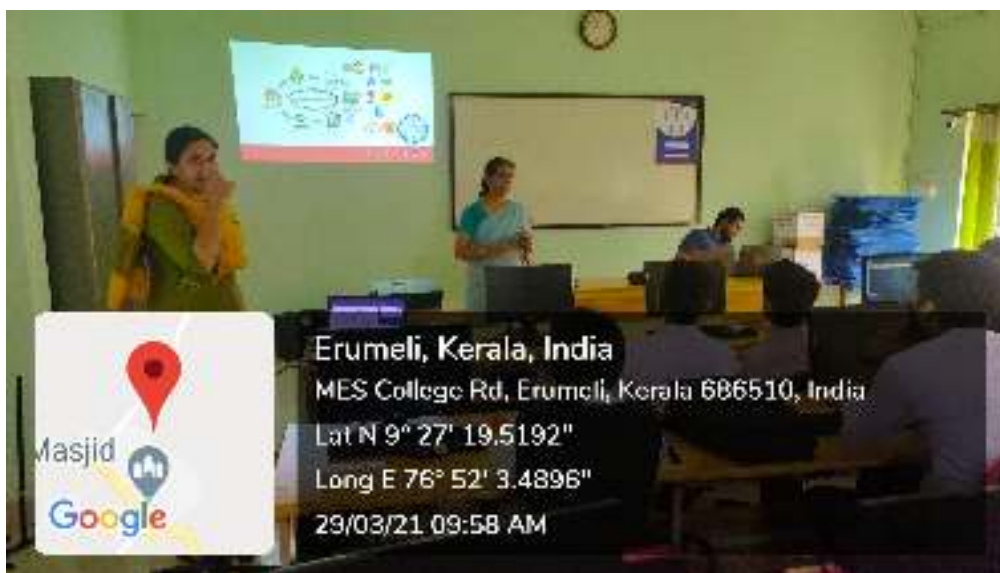 Erumeli, Kerala, India
MES College Rd, Erumeli, Kerala 686510, India
Lat N 9° 27' 19.5192"
Long E 76° 52' 3.4896"
29/03/21 09:58 AM
Masjid
Google